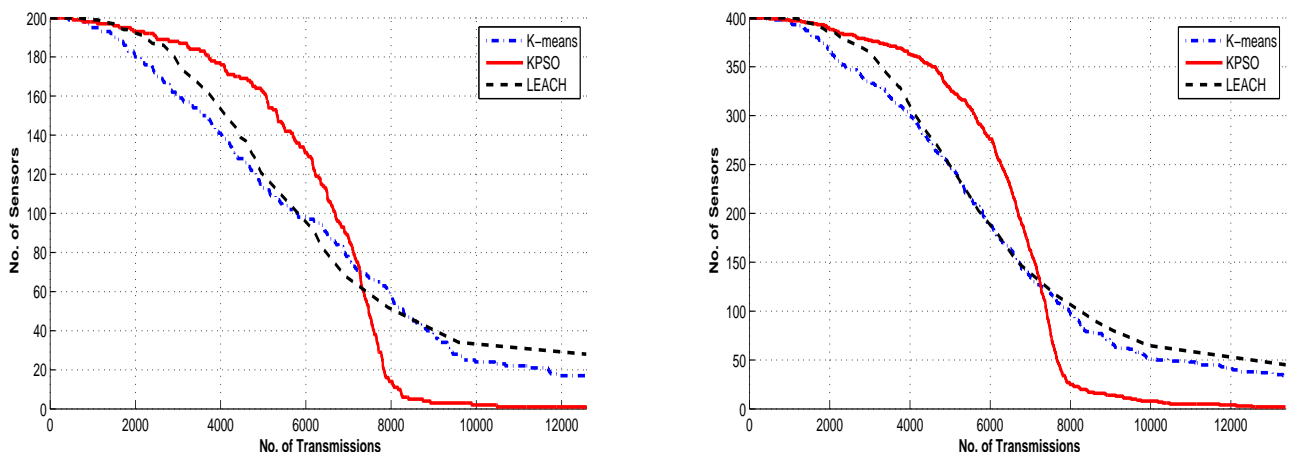 200
180
160
140
120
100
80
60
40
20
0
No. of Sensors
0 2000 4000 6000 8000 10000 12000
No. of Transmissions
K-means
KPSO
LEACH
400
350
300
250
200
150
100
50
0
No. of Sensors
0 2000 4000 6000 8000 10000 12000
No. of Transmissions
K-means
KPSO
LEACH